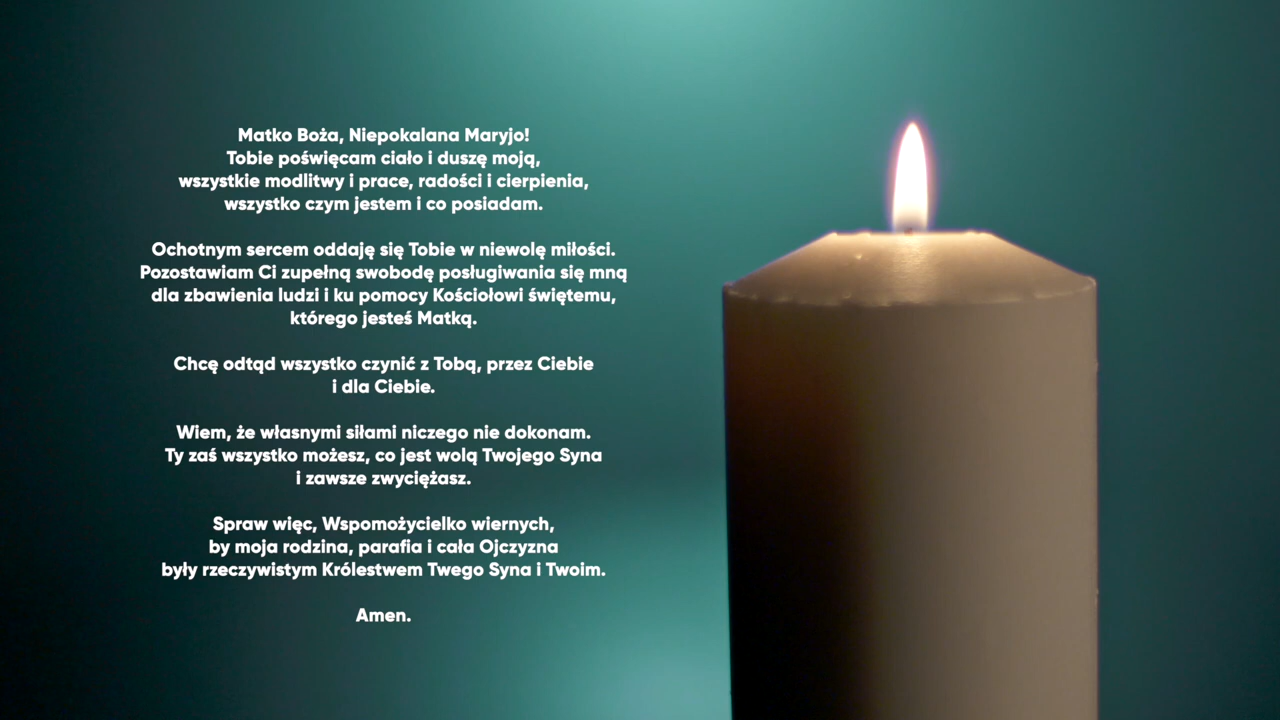 Matko Boża, Niepokalana Maryjo!
Tobie poświęcam ciało i duszę moją,
wszystkie modlitwy i prace, radości i cierpienia,
wszystko czym jestem i co posiadam.
Ochotnym sercem oddaję się Tobie w niewolę miłości.
Pozostawiam Ci zupełną swobodę posługiwania się mną
dla zbawienia ludzi i ku pomocy Kościołowi świętemu,
którego jesteś Matką.
Chcę odtąd wszystko czynić z Tobą, przez Ciebie
i dla Ciebie.
Wiem, że własnymi siłami niczego nie dokonam.
Ty zaś wszystko możesz, co jest wolą Twojego Syna
i zawsze zwyciężasz.
Spraw więc, Wspomożycielko wiernych,
by moja rodzina, parafia i cała Ojczyzna
były rzeczywistym Królestwem Twego Syna i Twoim.
Amen.